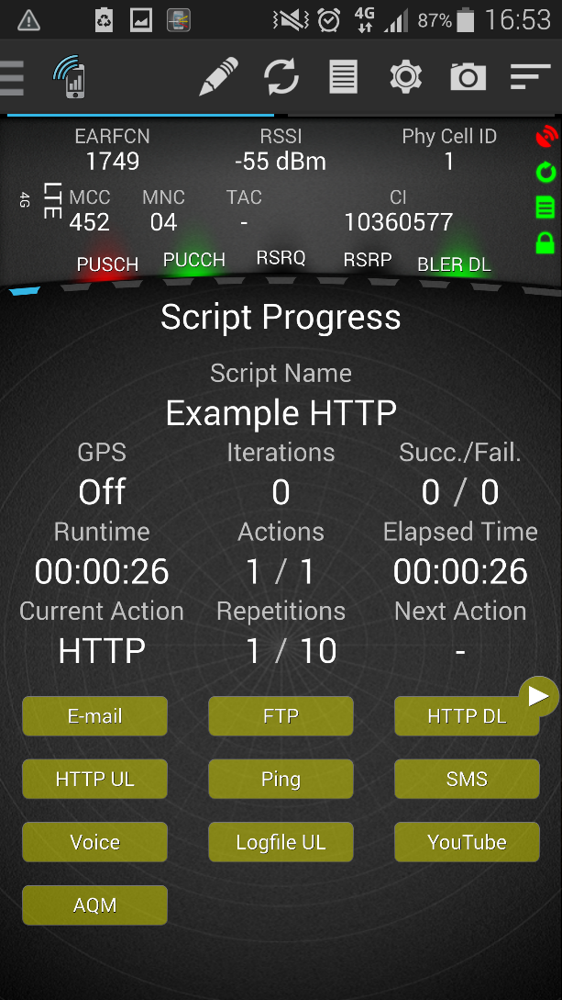 4G 87% 16:53
EARFCN RSSI Phy Cell ID
1749 -55 dBm 1
4G LTE MCC MNC TAC CI
452 04 - 10360577
PUSCH PUCCH RSRQ RSRP BLER DL
Script Progress
Script Name
Example HTTP
GPS Iterations Succ./Fail.
Off 0 0 / 0
Runtime Actions Elapsed Time
00:00:26 1 / 1 00:00:26
Current Action Repetitions Next Action
HTTP 1 / 10 -
E-mail FTP HTTP DL
HTTP UL Ping SMS
Voice Logfile UL YouTube
AQM